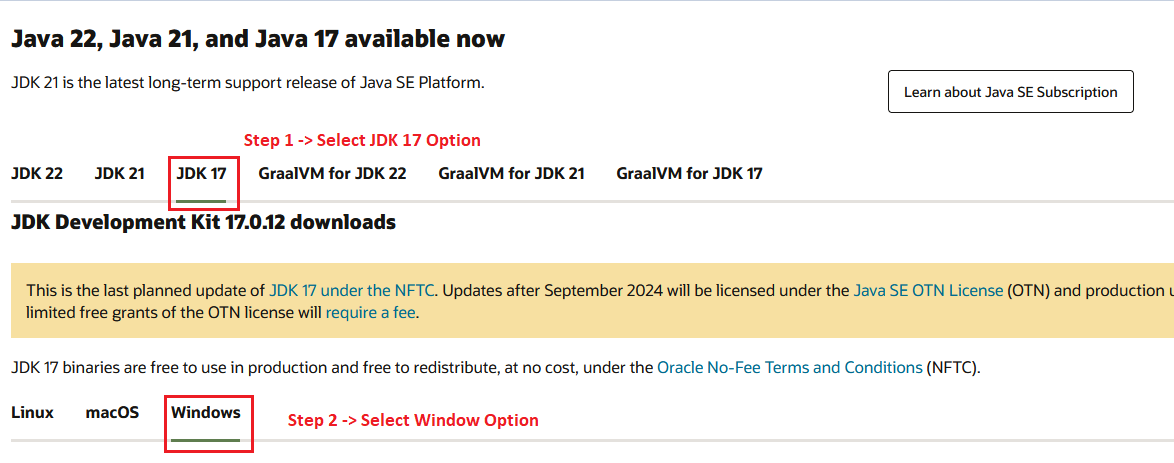 Java 22, Java 21, and Java 17 available now
JDK 21 is the latest long-term support release of Java SE Platform.
Learn about Java SE Subscription
Step 1 -> Select JDK 17 Option
JDK 22 JDK 21 JDK 17 GraalVM for JDK 22 GraalVM for JDK 21 GraalVM for JDK 17
JDK Development Kit 17.0.12 downloads
This is the last planned update of JDK 17 under the NFTC. Updates after September 2024 will be licensed under the Java SE OTN License (OTN) and production
limited free grants of the OTN license will require a fee.
JDK 17 binaries are free to use in production and free to redistribute, at no cost, under the Oracle No-Fee Terms and Conditions (NFTC).
Linux macOS Windows
Step 2 -> Select Window Option